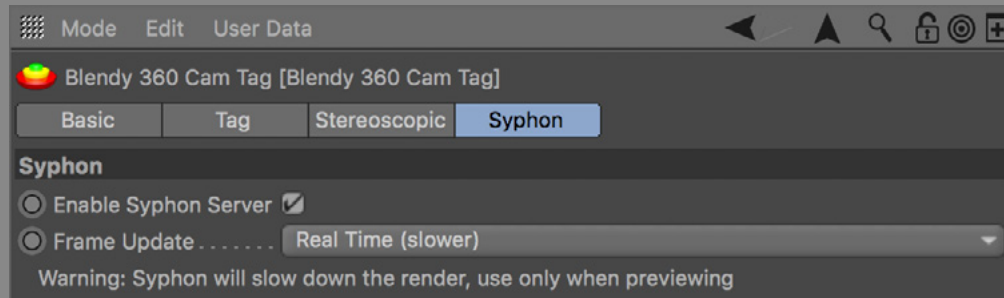 Mode Edit User Data
Blendy 360 Cam Tag [Blendy 360 Cam Tag]
Basic Tag Stereoscopic Syphon
Syphon
Enable Syphon Server
Frame Update....... Real Time (slower)
Warning: Syphon will slow down the render, use only when previewing